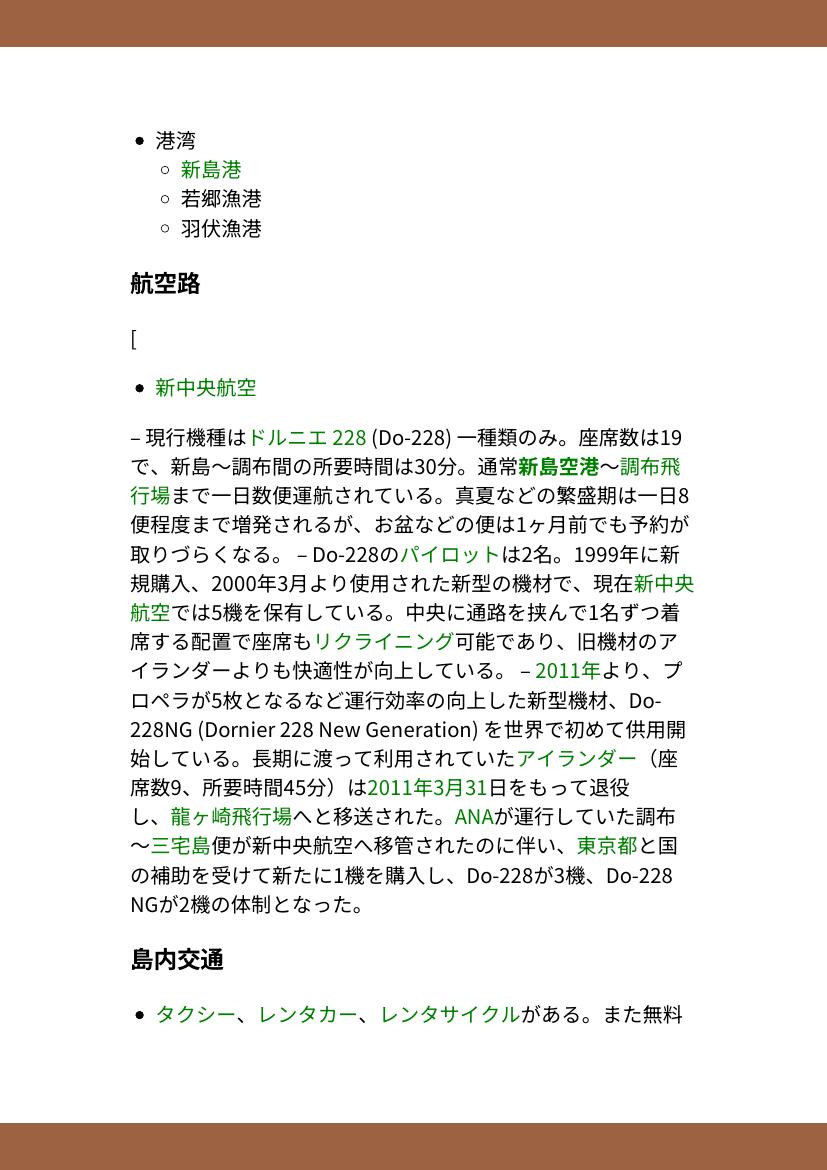 • 港湾
◦ 新島港
◦ 若郷漁港
◦ 羽伏漁港
航空路
[
• 新中央航空
– 現行機種はドルニエ 228 (Do-228) 一種類のみ。座席数は19
で、新島〜調布間の所要時間は30分。通常新島空港〜調布飛
行場まで一日数便運航されている。真夏などの繁盛期は一日8
便程度まで増発されるが、お盆などの便は1ヶ月前でも予約が
取りづらくなる。 – Do-228のパイロットは2名。1999年に新
規購入、2000年3月より使用された新型の機材で、現在新中央
航空では5機を保有している。中央に通路を挟んで1名ずつ着
席する配置で座席もリクライニング可能であり、旧機材のア
イランダーよりも快適性が向上している。 – 2011年より、プ
ロペラが5枚となるなど運行効率の向上した新型機材、Do-
228NG (Dornier 228 New Generation) を世界で初めて供用開
始している。長期に渡って利用されていたアイランダー（座
席数9、所要時間45分）は2011年3月31日をもって退役
し、龍ヶ崎飛行場へと移送された。ANAが運行していた調布
〜三宅島便が新中央航空へ移管されたのに伴い、東京都と国
の補助を受けて新たに1機を購入し、Do-228が3機、Do-228
NGが2機の体制となった。
島内交通
• タクシー、レンタカー、レンタサイクルがある。また無料